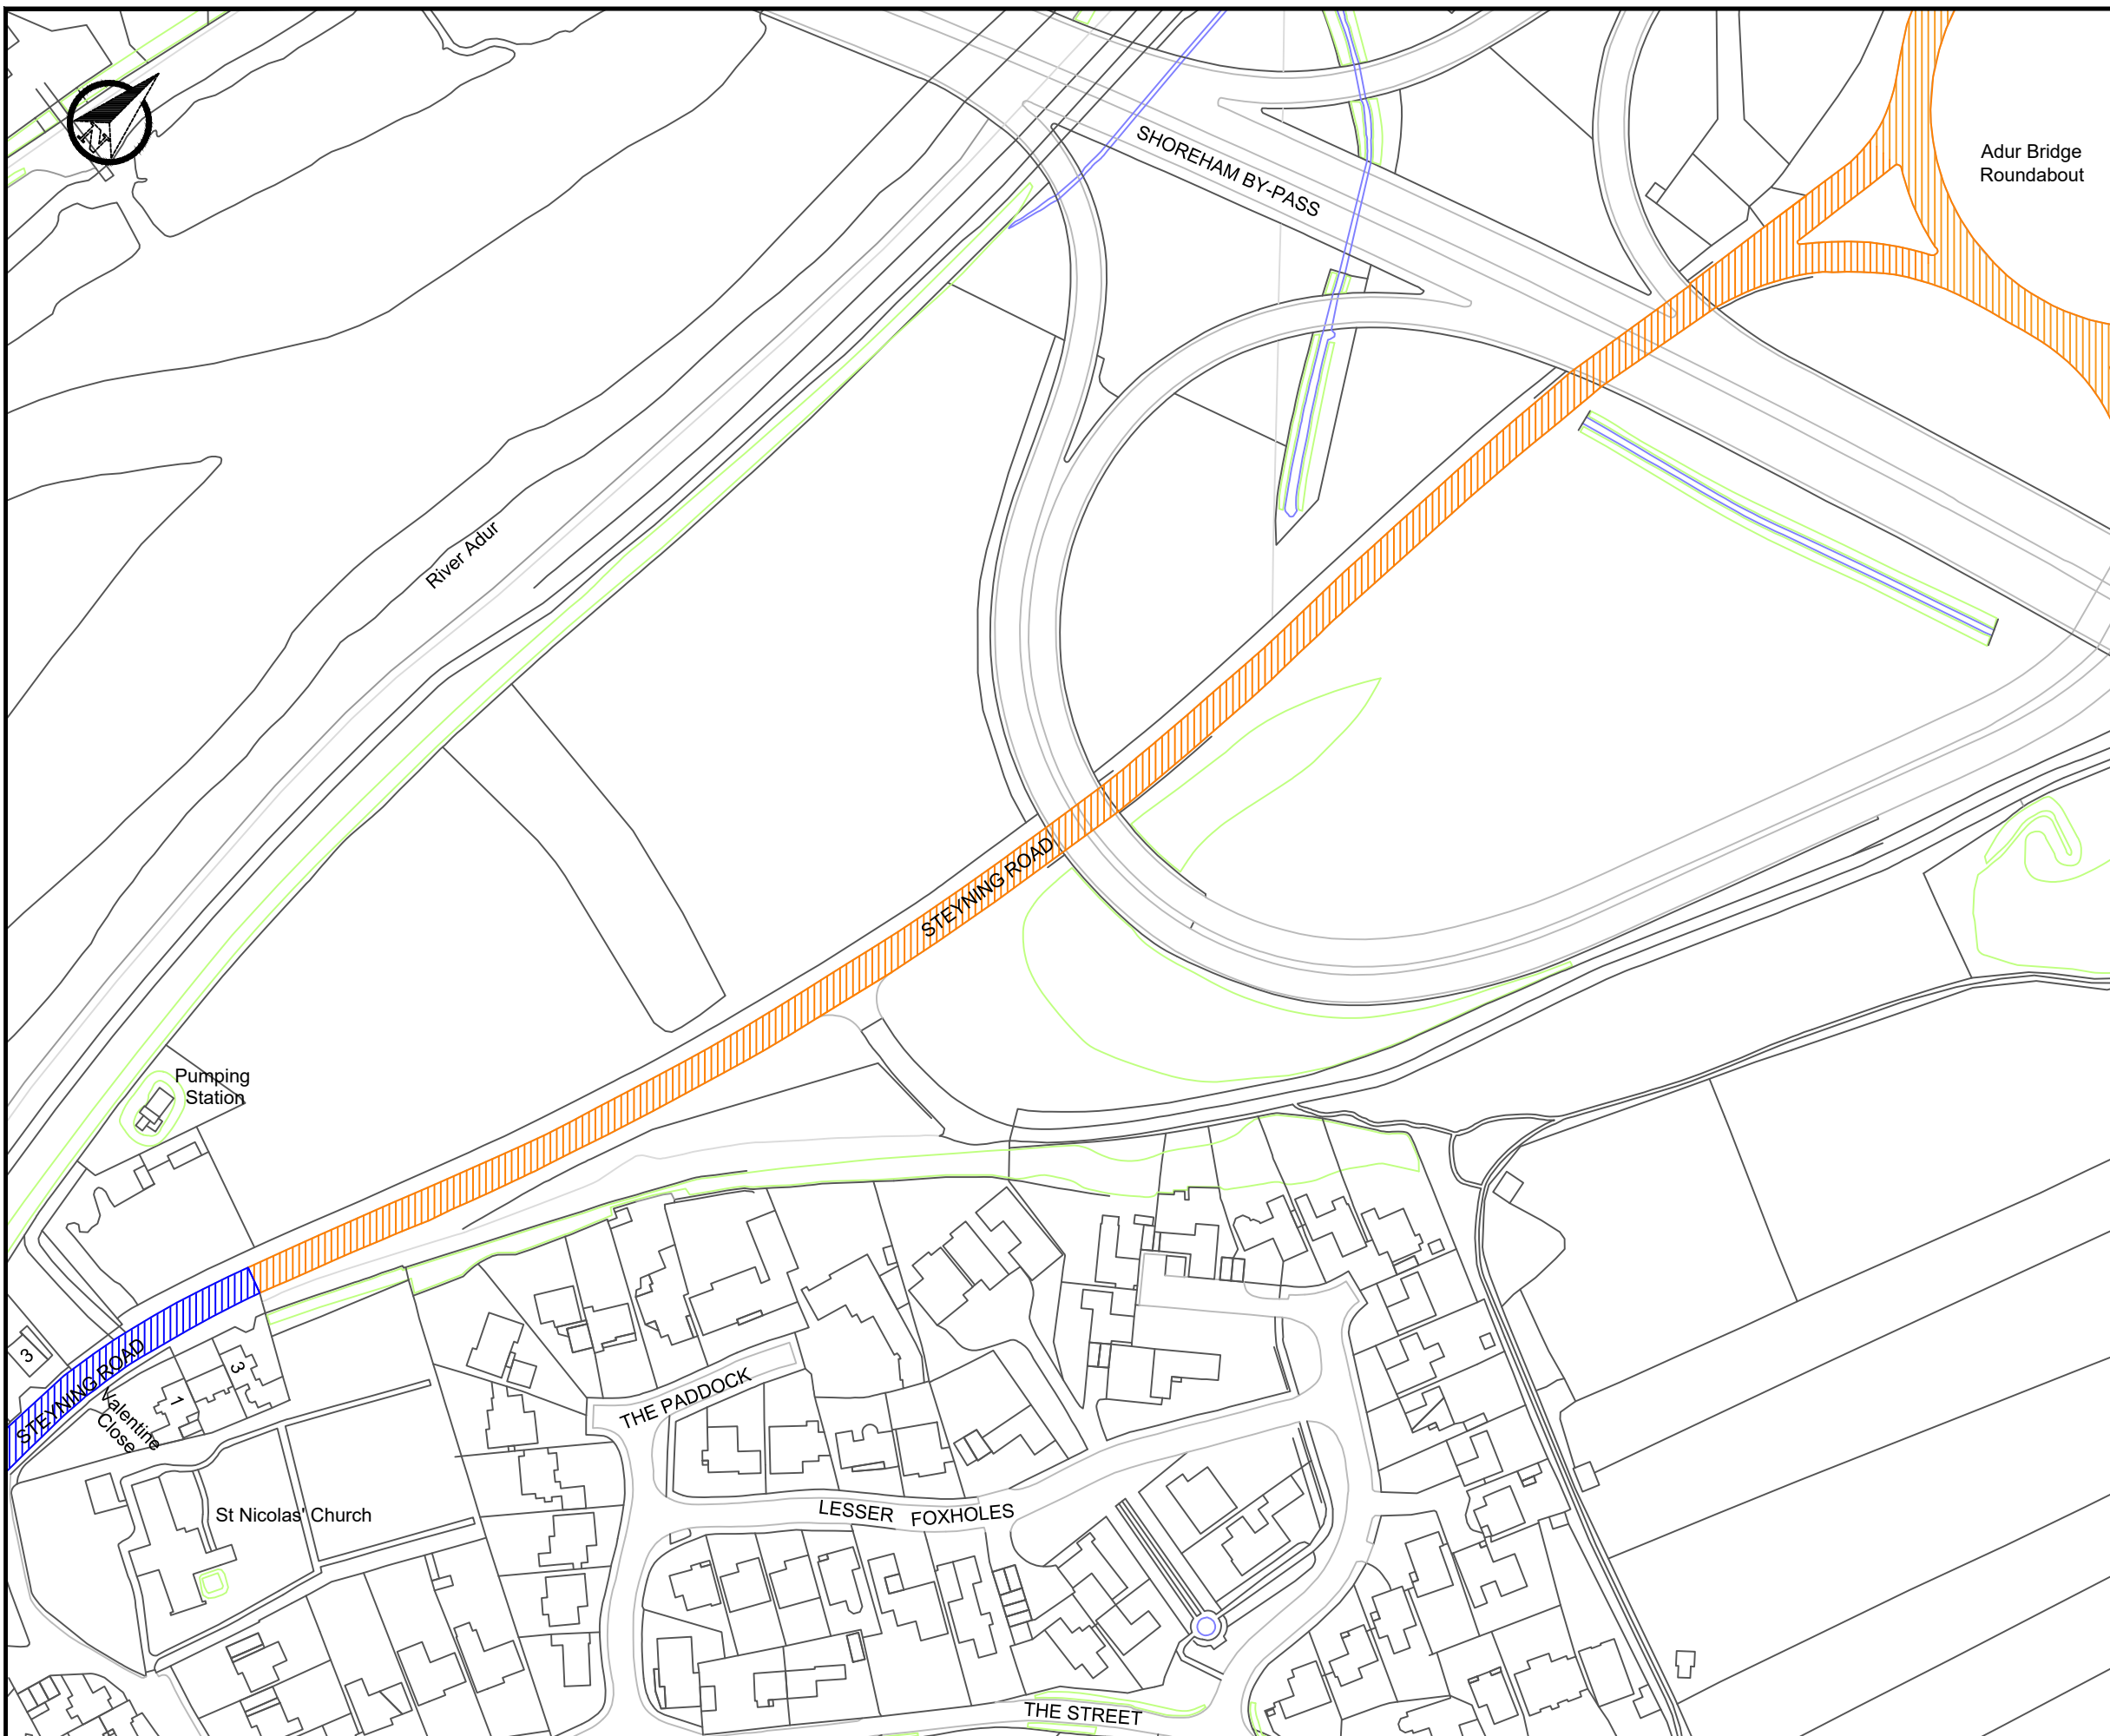 N
SHOREHAM BY-PASS
Adur Bridge
Roundabout
River Adur
STEYNING ROAD
Pumping
Station
3
STEYNING ROAD
3
1
Valentine
Close
THE PADDOCK
St Nicolas' Church
LESSER FOXHOLES
THE STREET